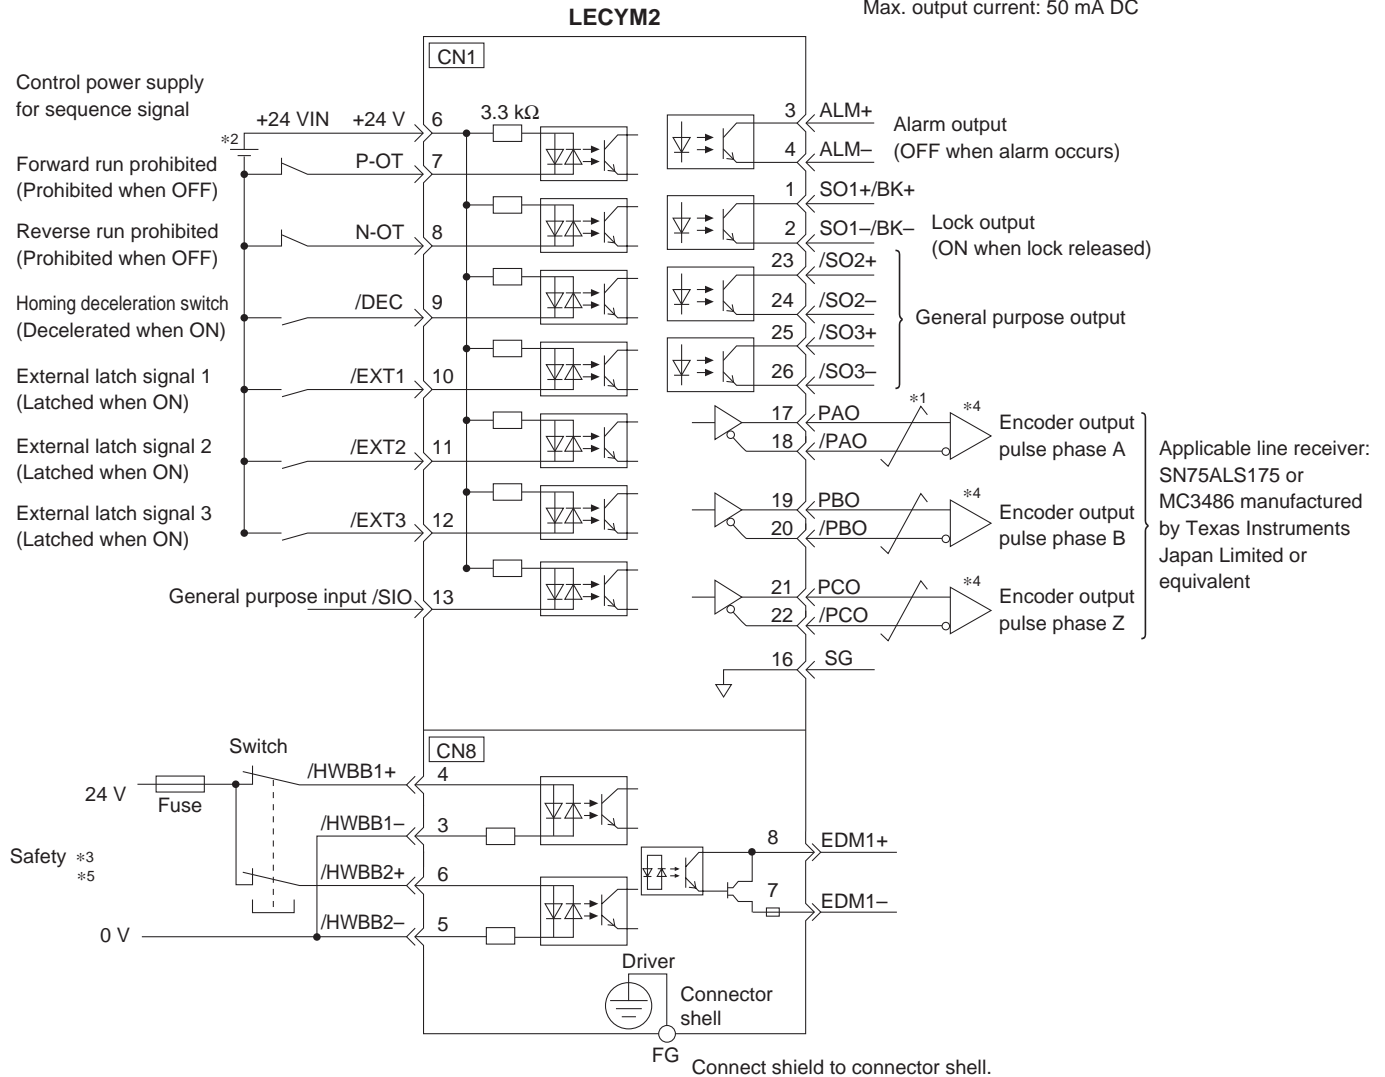 LECYM2
Max. output current: 50 mA DC
CN1
Control power supply
for sequence signal
+24 VIN
+24 V
6
3.3 kΩ
*2
Forward run prohibited
(Prohibited when OFF)
P-OT
7
Reverse run prohibited
(Prohibited when OFF)
N-OT
8
Homing deceleration switch
(Decelerated when ON)
/DEC
9
External latch signal 1
(Latched when ON)
/EXT1
10
External latch signal 2
(Latched when ON)
/EXT2
11
External latch signal 3
(Latched when ON)
/EXT3
12
General purpose input /SIO
13
3
ALM+
4
ALM–
Alarm output
(OFF when alarm occurs)
1
SO1+/BK+
2
SO1–/BK–
Lock output
(ON when lock released)
23
/SO2+
24
/SO2–
25
/SO3+
26
/SO3–
General purpose output
17
PAO
18
/PAO
*1
*4
Encoder output
pulse phase A
19
PBO
20
/PBO
*4
Encoder output
pulse phase B
21
PCO
22
/PCO
*4
Encoder output
pulse phase Z
Applicable line receiver:
SN75ALS175 or
MC3486 manufactured
by Texas Instruments
Japan Limited or
equivalent
16
SG
CN8
Switch
24 V
Fuse
/HWBB1+
4
/HWBB1–
3
Safety *3
*5
/HWBB2+
6
/HWBB2–
5
0 V
8
EDM1+
7
EDM1–
Driver
Connector
shell
FG
Connect shield to connector shell.